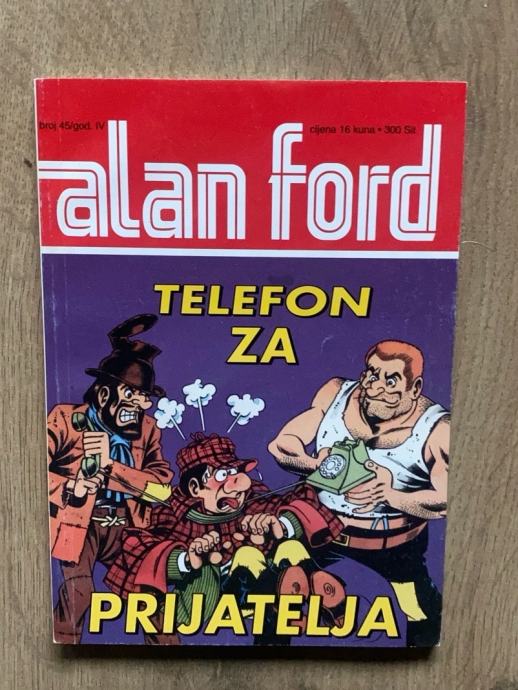 broj 45/god. IV
cijena 16 kuna • 300 Sit
alan ford
TELEFON
ZA
PRIJATELJA